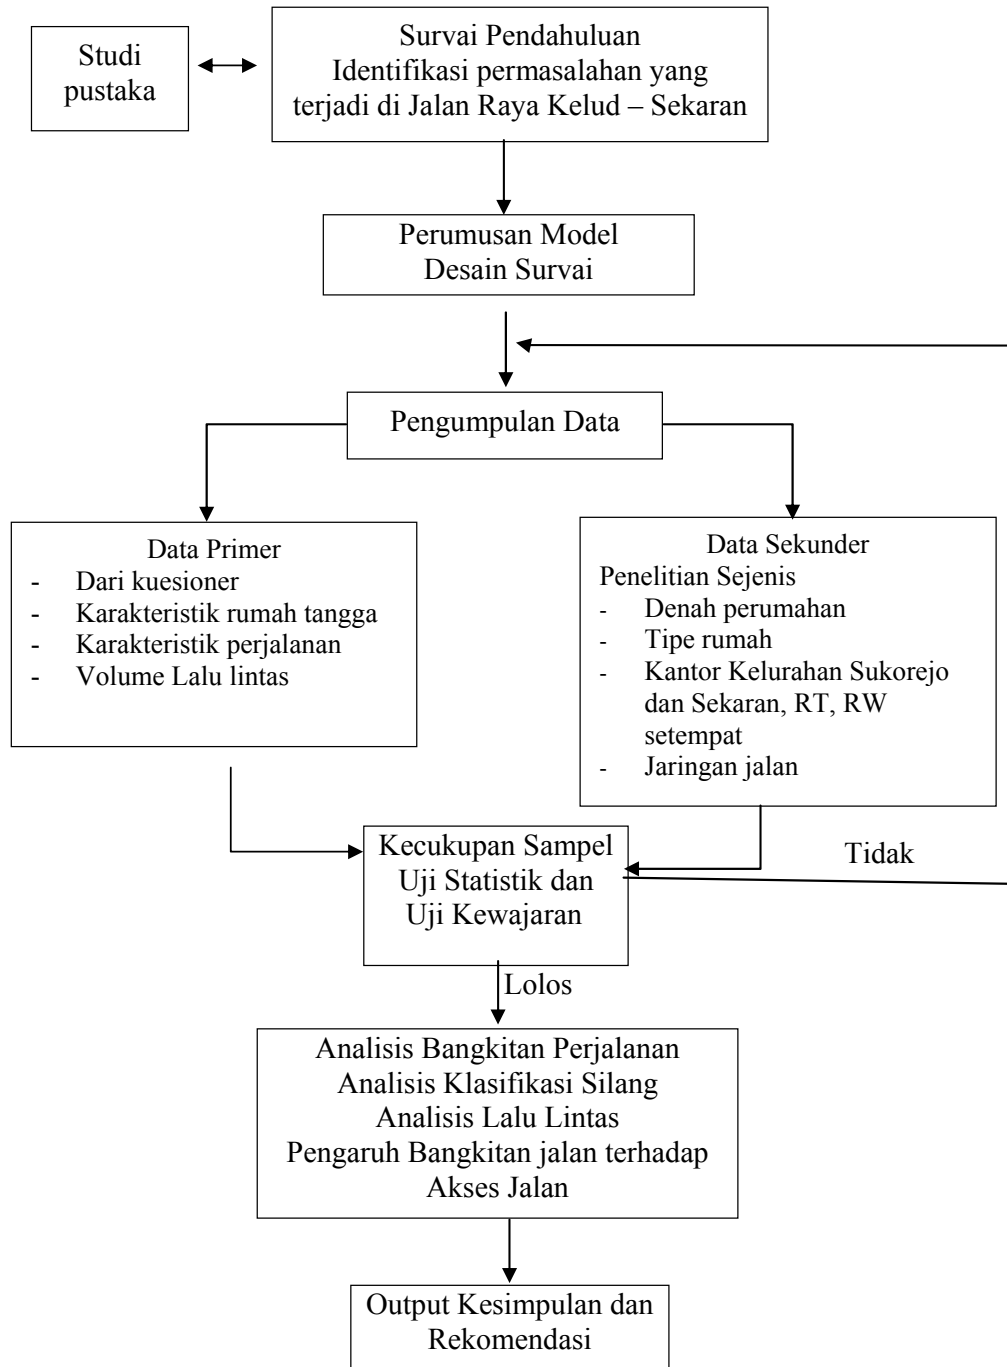 Studi
pustaka
Survai Pendahuluan
Identifikasi permasalahan yang
terjadi di Jalan Raya Kelud – Sekaran
Perumusan Model
Desain Survai
Pengumpulan Data
Data Primer
- Dari kuesioner
- Karakteristik rumah tangga
- Karakteristik perjalanan
- Volume Lalu lintas
Data Sekunder
Penelitian Sejenis
- Denah perumahan
- Tipe rumah
- Kantor Kelurahan Sukorejo
dan Sekaran, RT, RW
setempat
- Jaringan jalan
Kecukupan Sampel
Uji Statistik dan
Uji Kewajaran
Tidak
Lolos
Analisis Bangkitan Perjalanan
Analisis Klasifikasi Silang
Analisis Lalu Lintas
Pengaruh Bangkitan jalan terhadap
Akses Jalan
Output Kesimpulan dan
Rekomendasi